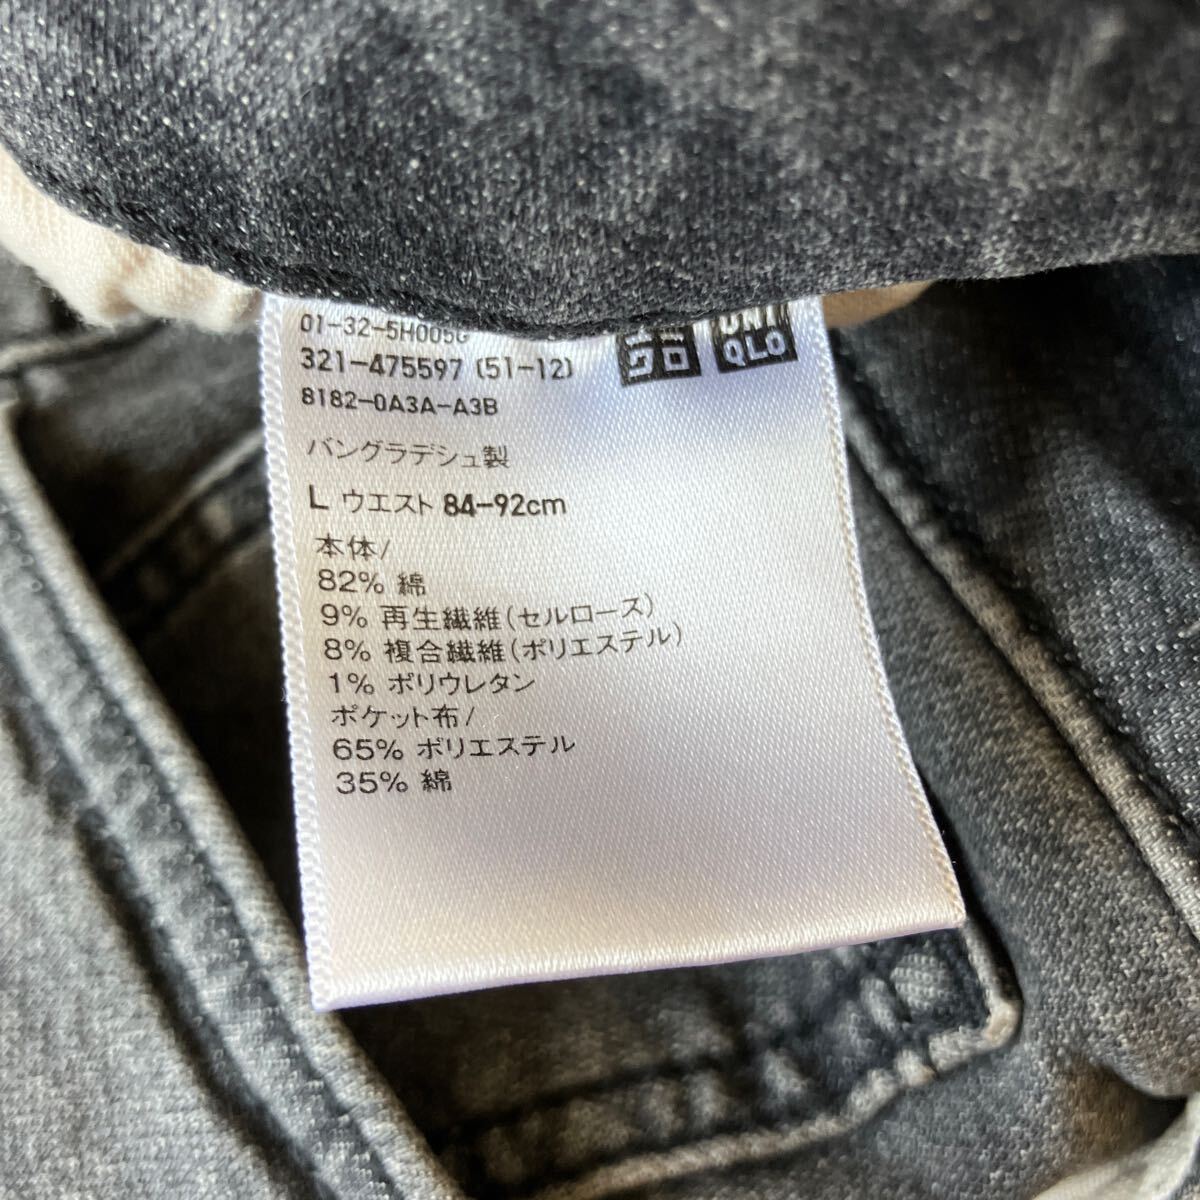 01-32-5H005G
321-475597 (51-12)
8182-0A3A-A3B
クロ
UNI
QLO
バングラデシュ製
L ウエスト 84-92cm
本体/
82% 綿
9% 再生繊維(セルロース)
8% 複合繊維(ポリエステル)
1% ポリウレタン
ポケット布/
65% ポリエステル
35% 綿